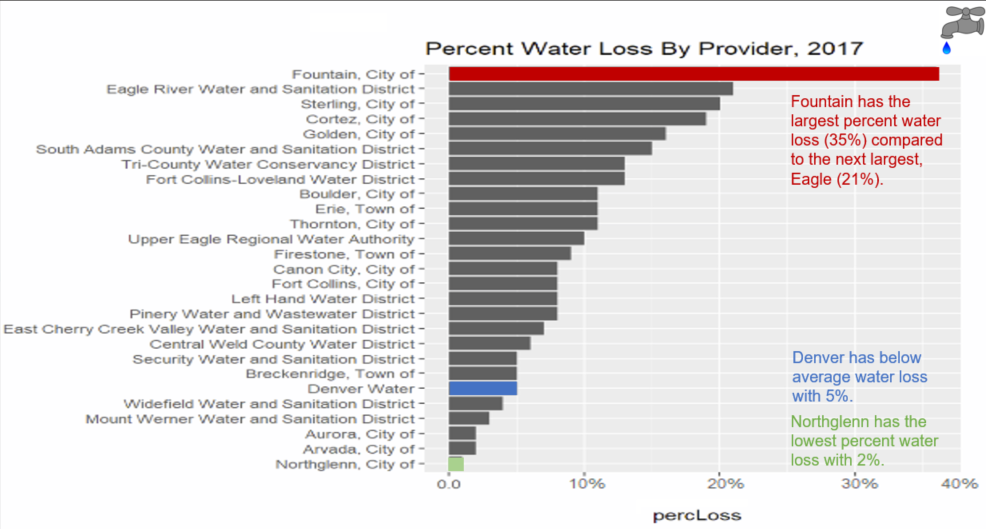 Percent Water Loss By Provider, 2017
Fountain, City of
Eagle River Water and Sanitation District
Sterling, City of
Cortez, City of
Golden, City of
South Adams County Water and Sanitation District
Tri-County Water Conservancy District
Fort Collins-Loveland Water District
Boulder, City of
Erie, Town of
Thornton, City of
Upper Eagle Regional Water Authority
Firestone, Town of
Canon City, City of
Fort Collins, City of
Left Hand Water District
Pinery Water and Wastewater District
East Cherry Creek Valley Water and Sanitation District
Central Weld County Water District
Security Water and Sanitation District
Breckenridge, Town of
Denver Water
Widefield Water and Sanitation District
Mount Werner Water and Sanitation District
Aurora, City of
Arvada, City of
Northglenn, City of
Fountain has the
largest percent water
loss (35%) compared
to the next largest,
Eagle (21%).
Denver has below
average water loss
with 5%.
Northglenn has the
lowest percent water
loss with 2%.
0.0 10% 20% 30% 40%
percLoss